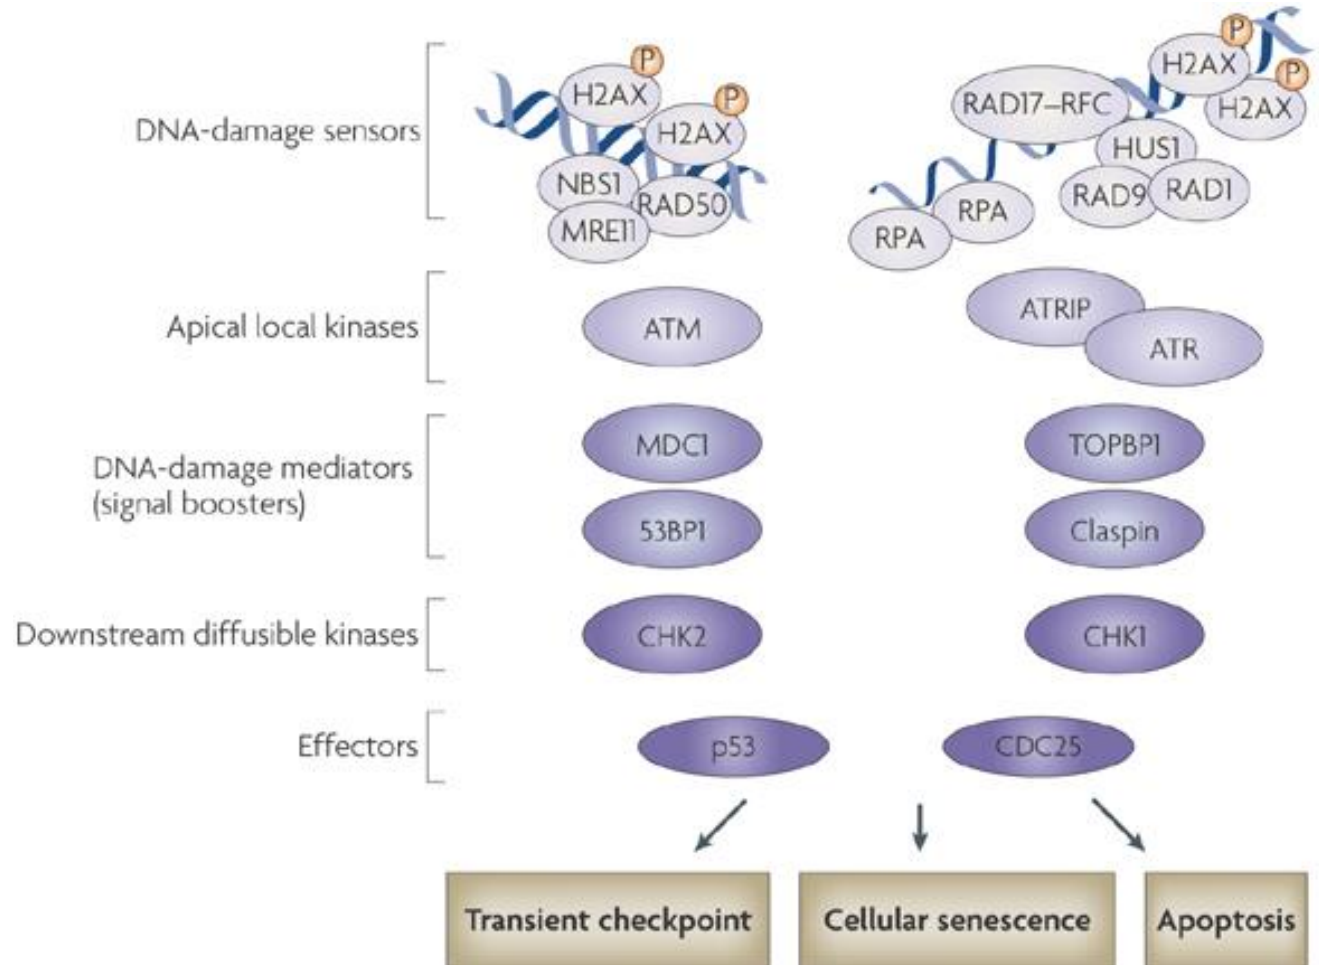 DNA-damage sensors
P
H2AX
P
H2AX
NBS1
RAD50
MRE11
P
H2AX
P
H2AX
RAD17–RFC
HUS1
RAD9
RAD1
RPA
RPA
Apical local kinases
ATM
ATRIP
ATR
DNA-damage mediators
(signal boosters)
MDC1
TOPBP1
53BP1
Claspin
Downstream diffusible kinases
CHK2
CHK1
Effectors
p53
CDC25
Transient checkpoint
Cellular senescence
Apoptosis